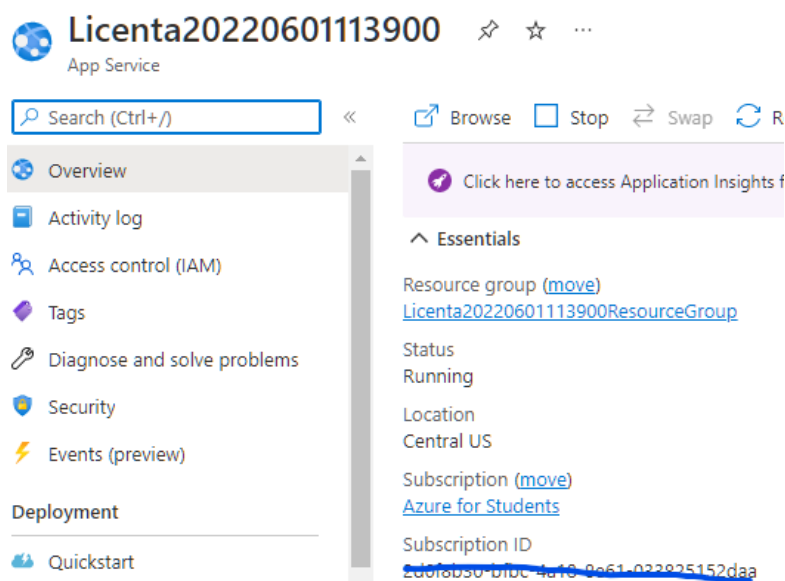 Licenta20220601113900
App Service
Search (Ctrl+/)
Overview
Activity log
Access control (IAM)
Tags
Diagnose and solve problems
Security
Events (preview)
Deployment
Quickstart
Browse
Stop
Swap
R
Click here to access Application Insights f
Essentials
Resource group (move)
Licenta20220601113900ResourceGroup
Status
Running
Location
Central US
Subscription (move)
Azure for Students
Subscription ID